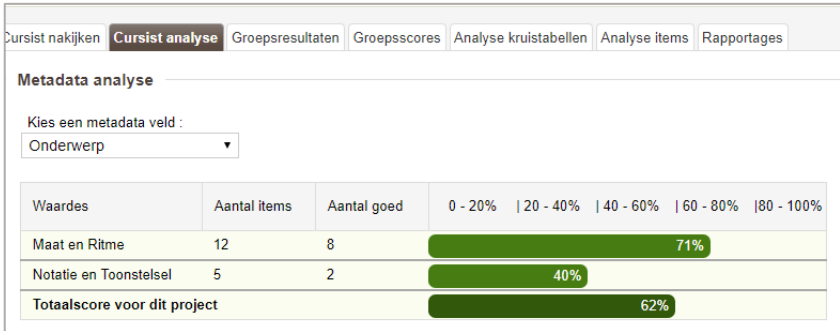 Cursist nakijken Cursist analyse Groepsresultaten Groepsscores Analyse kruistabellen Analyse items Rapportages
Metadata analyse
Kies een metadata veld :
Onderwerp
Waardes Aantal items Aantal goed 0 - 20% | 20 - 40% | 40 - 60% | 60 - 80% |80 - 100%
Maat en Ritme 12 8 71%
Notatie en Toonstelsel 5 2 40%
Totaalscore voor dit project 62%